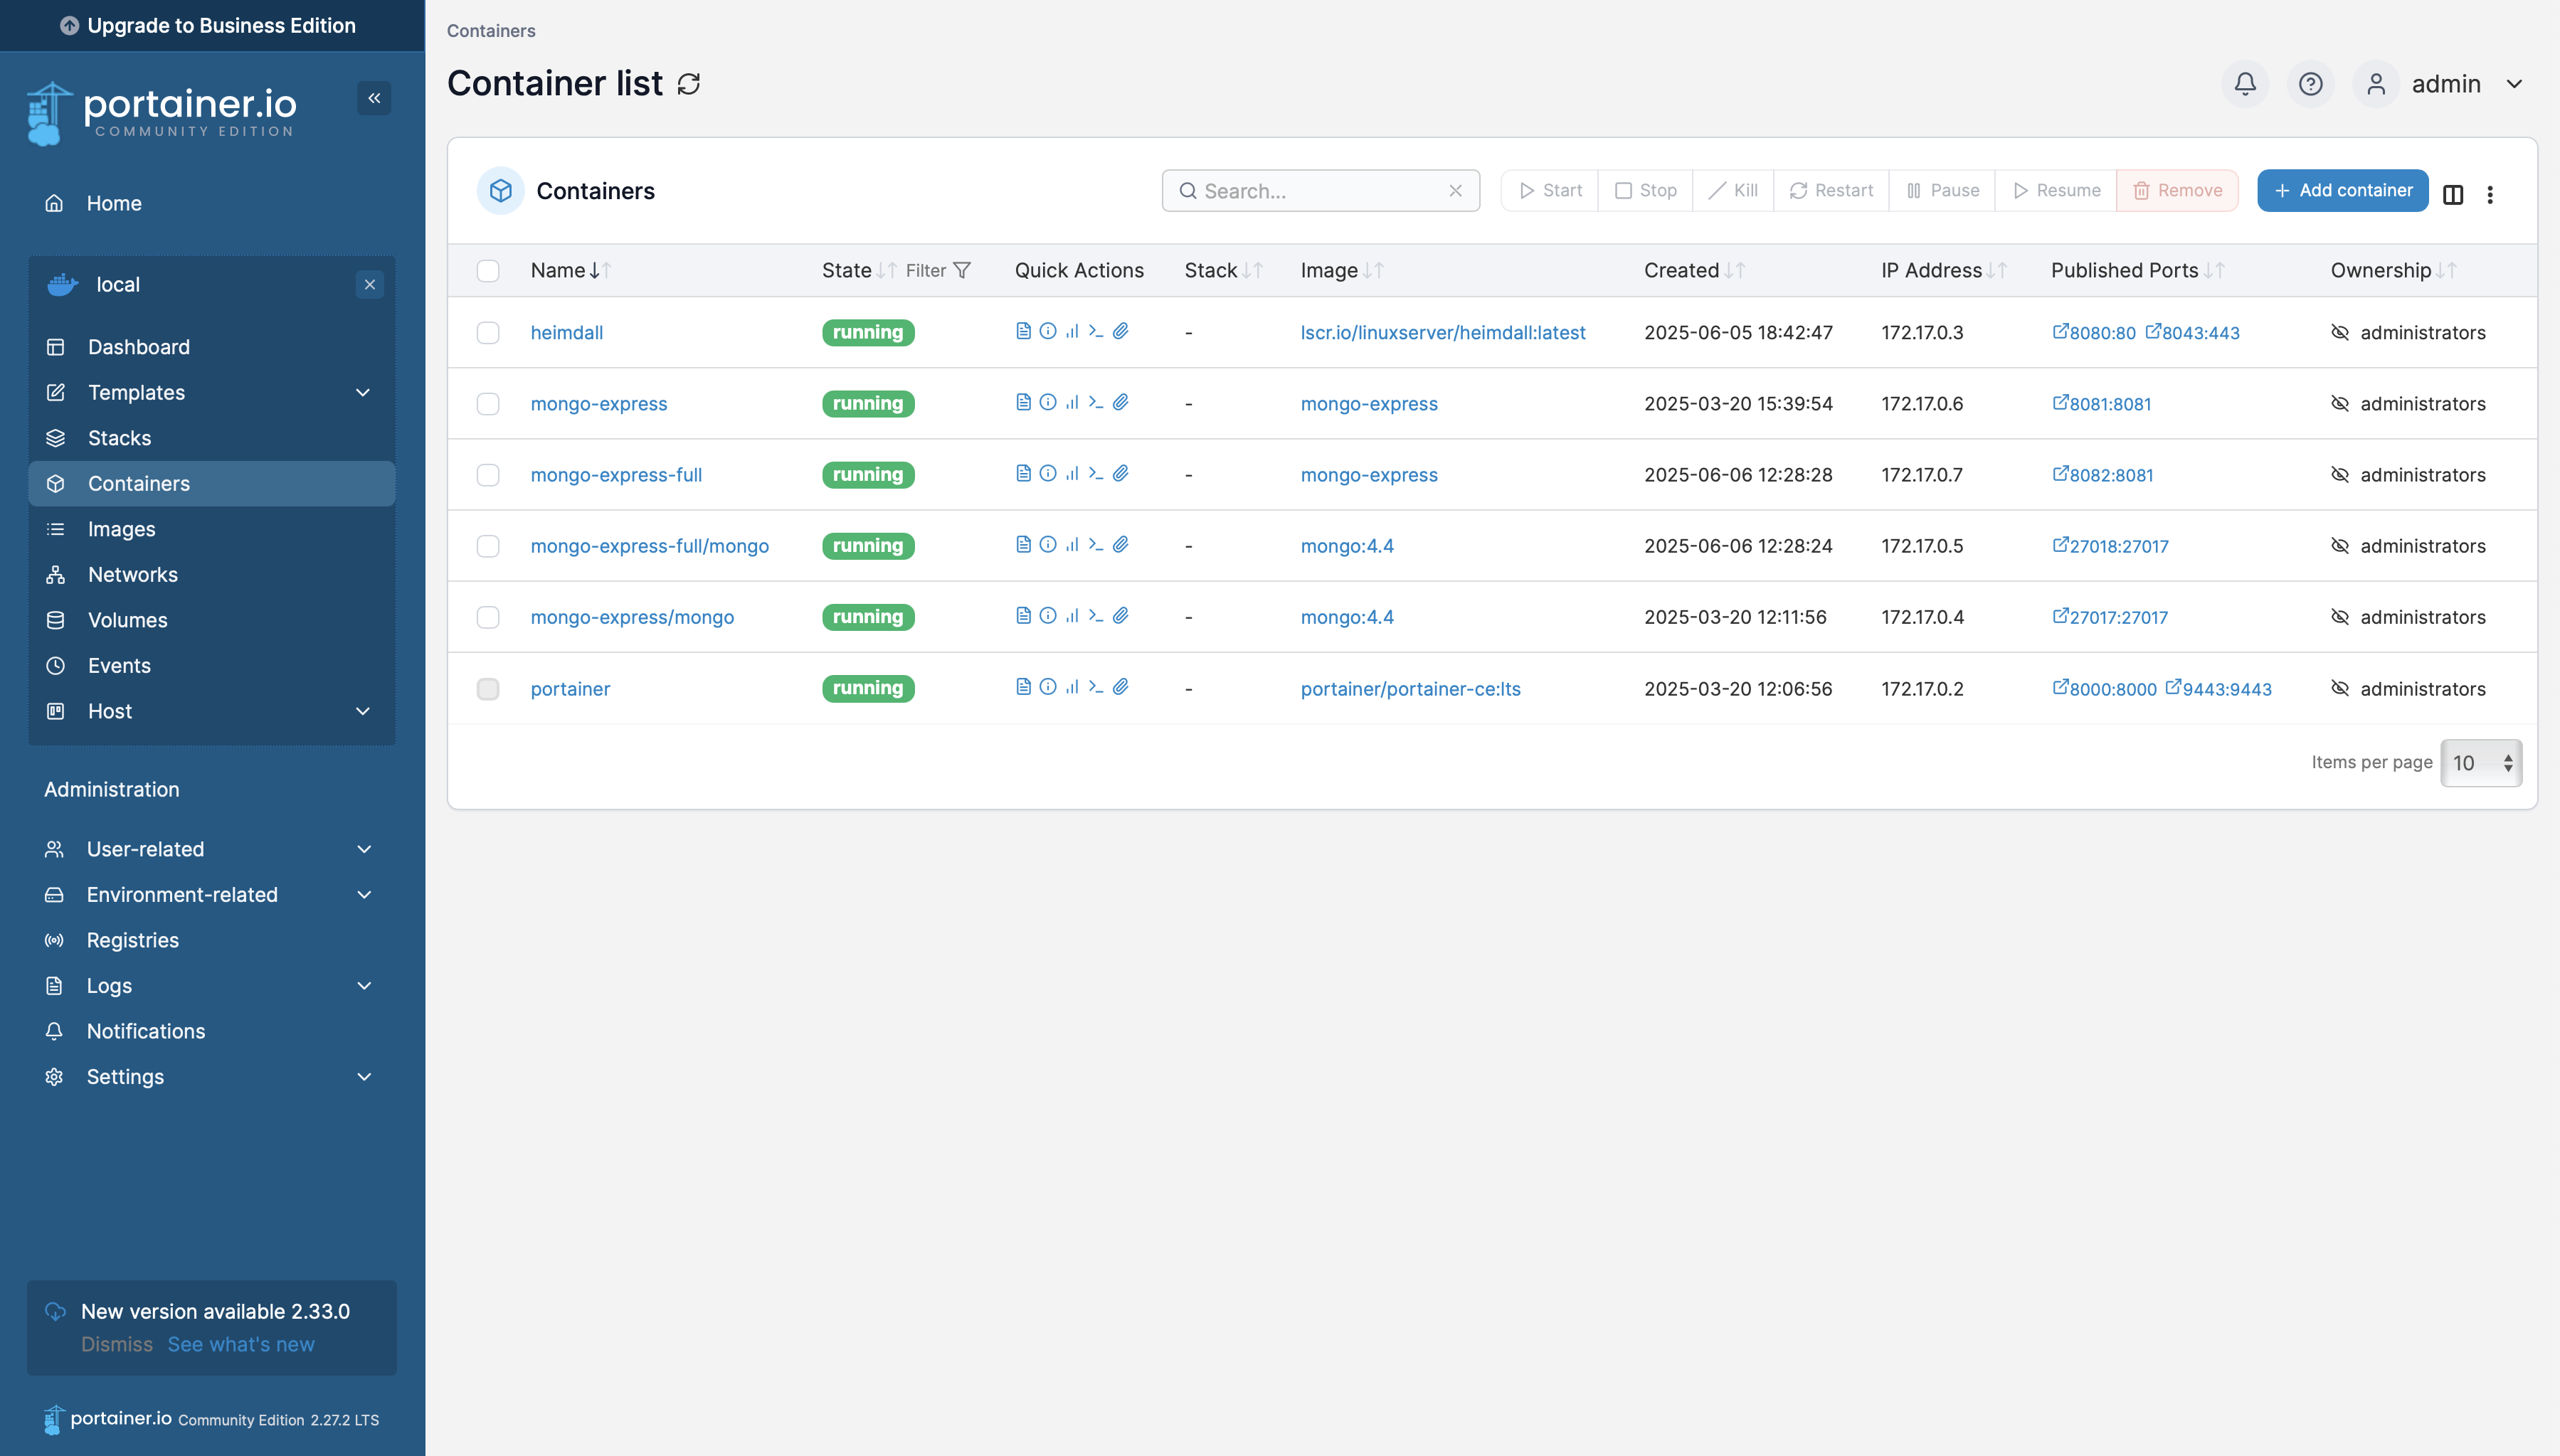 Upgrade to Business Edition
portainer.io
COMMUNITY EDITION
Home
local
Dashboard
Templates
Stacks
Containers
Images
Networks
Volumes
Events
Host
Administration
User-related
Environment-related
Registries
Logs
Notifications
Settings
New version available 2.33.0
Dismiss See what's new
portainer.io Community Edition 2.27.2 LTS
Containers
Container list
admin
Containers
Search... Start Stop Kill Restart Pause Resume Remove Add container
Name State Filter Quick Actions Stack Image Created IP Address Published Ports Ownership
heimdall running - lscr.io/linuxserver/heimdall:latest 2025-06-05 18:42:47 172.17.0.3 8080:80 8043:443 administrators
mongo-express running - mongo-express 2025-03-20 15:39:54 172.17.0.6 8081:8081 administrators
mongo-express-full running - mongo-express 2025-06-06 12:28:28 172.17.0.7 8082:8081 administrators
mongo-express-full/mongo running - mongo:4.4 2025-06-06 12:28:24 172.17.0.5 27018:27017 administrators
mongo-express/mongo running - mongo:4.4 2025-03-20 12:11:56 172.17.0.4 27017:27017 administrators
portainer running - portainer/portainer-ce:lts 2025-03-20 12:06:56 172.17.0.2 8000:8000 9443:9443 administrators
Items per page 10